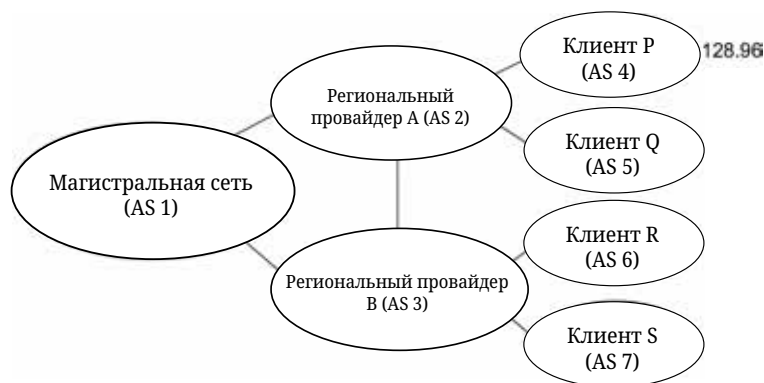 Клиент P
(AS 4)
128.96
Региональный
провайдер A (AS 2)
Клиент Q
(AS 5)
Магистральная сеть
(AS 1)
Клиент R
(AS 6)
Региональный провайдер
B (AS 3)
Клиент S
(AS 7)